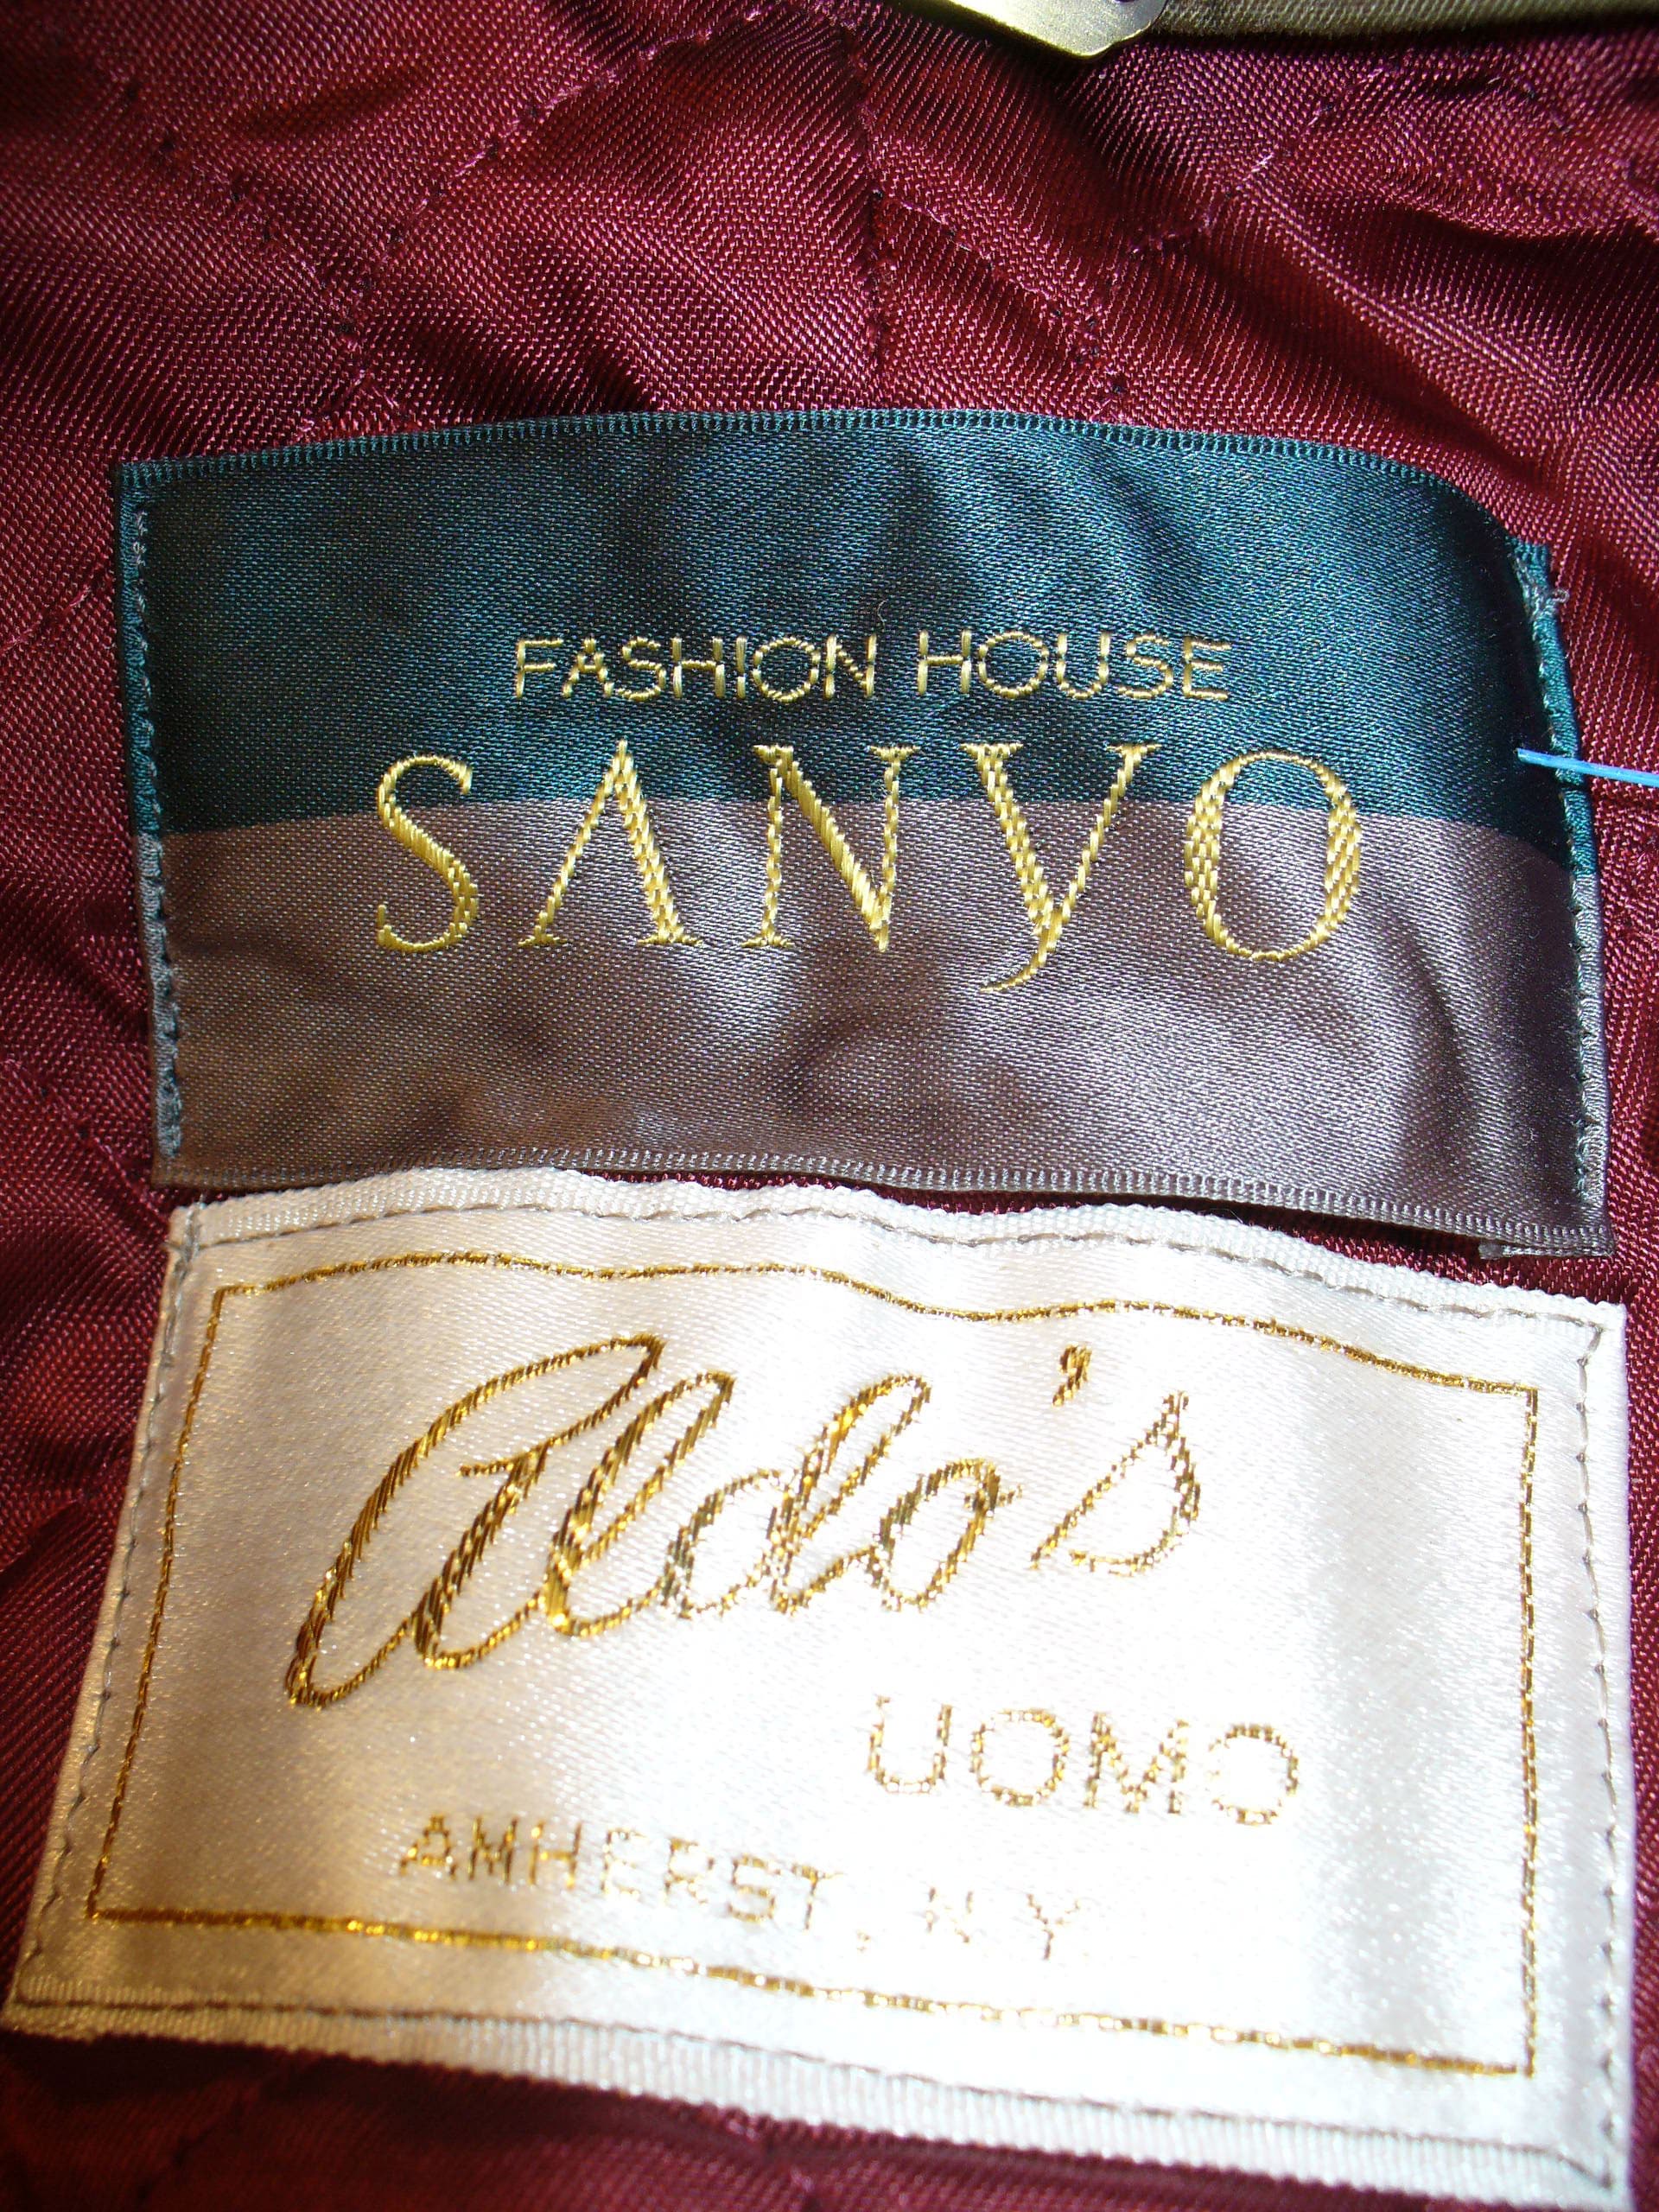 FASHION HOUSE
SANYO
Aldo's
UOMO
AMHERST, N.Y.